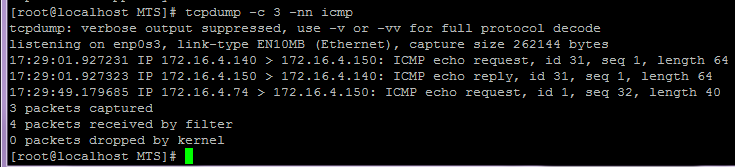 [root@localhost MTS]# tcpdump -c 3 -nn icmp
tcpdump: verbose output suppressed, use -v or -vv for full protocol decode
listening on enp0s3, link-type EN10MB (Ethernet), capture size 262144 bytes
17:29:01.927231 IP 172.16.4.140 > 172.16.4.150: ICMP echo request, id 31, seq 1, length 64
17:29:01.927323 IP 172.16.4.150 > 172.16.4.140: ICMP echo reply, id 31, seq 1, length 64
17:29:49.179685 IP 172.16.4.74 > 172.16.4.150: ICMP echo request, id 1, seq 32, length 40
3 packets captured
4 packets received by filter
0 packets dropped by kernel
[root@localhost MTS]#